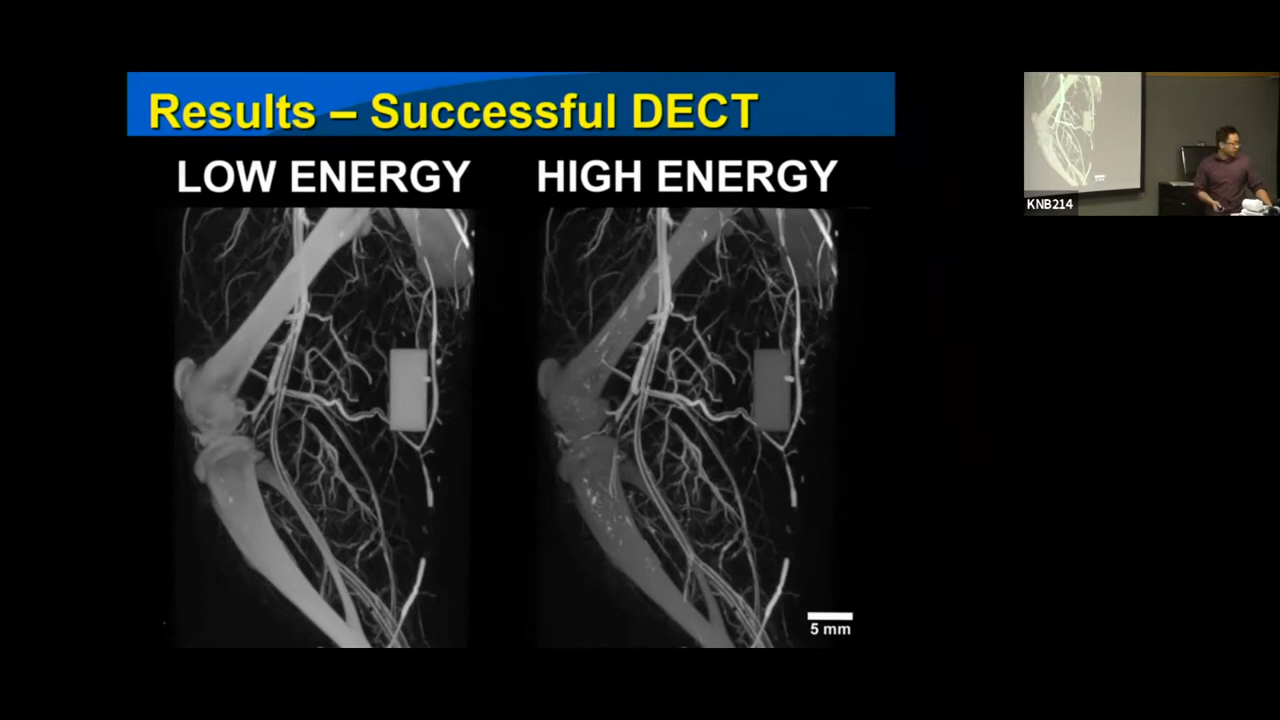 Results – Successful DECT
LOW ENERGY
HIGH ENERGY
5 mm
KNB214